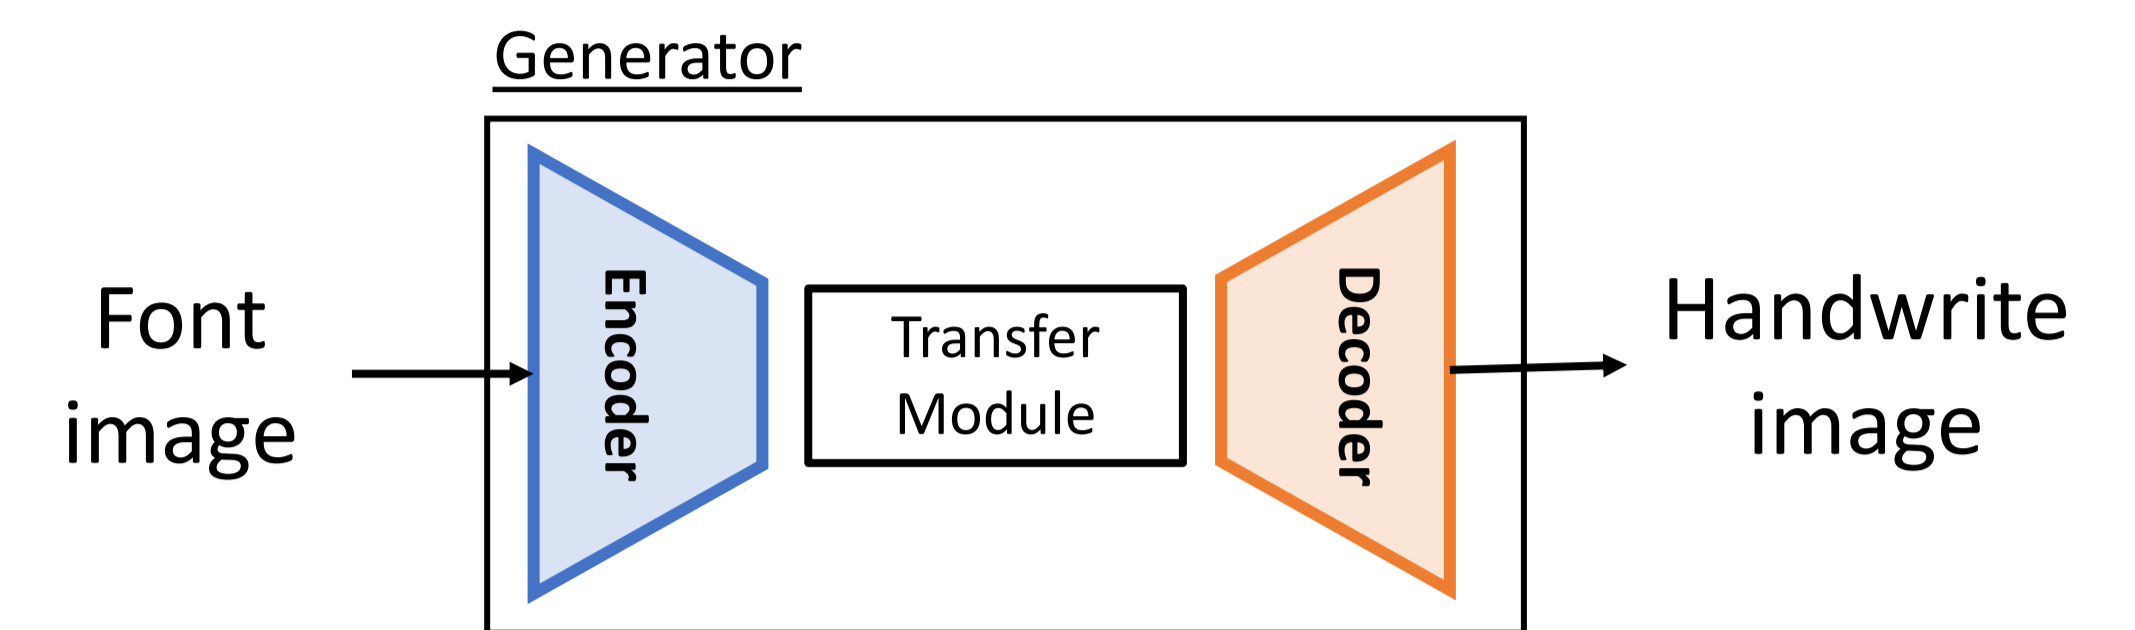 Generator
Font
image
Encoder
Transfer
Module
Decoder
Handwrite
image